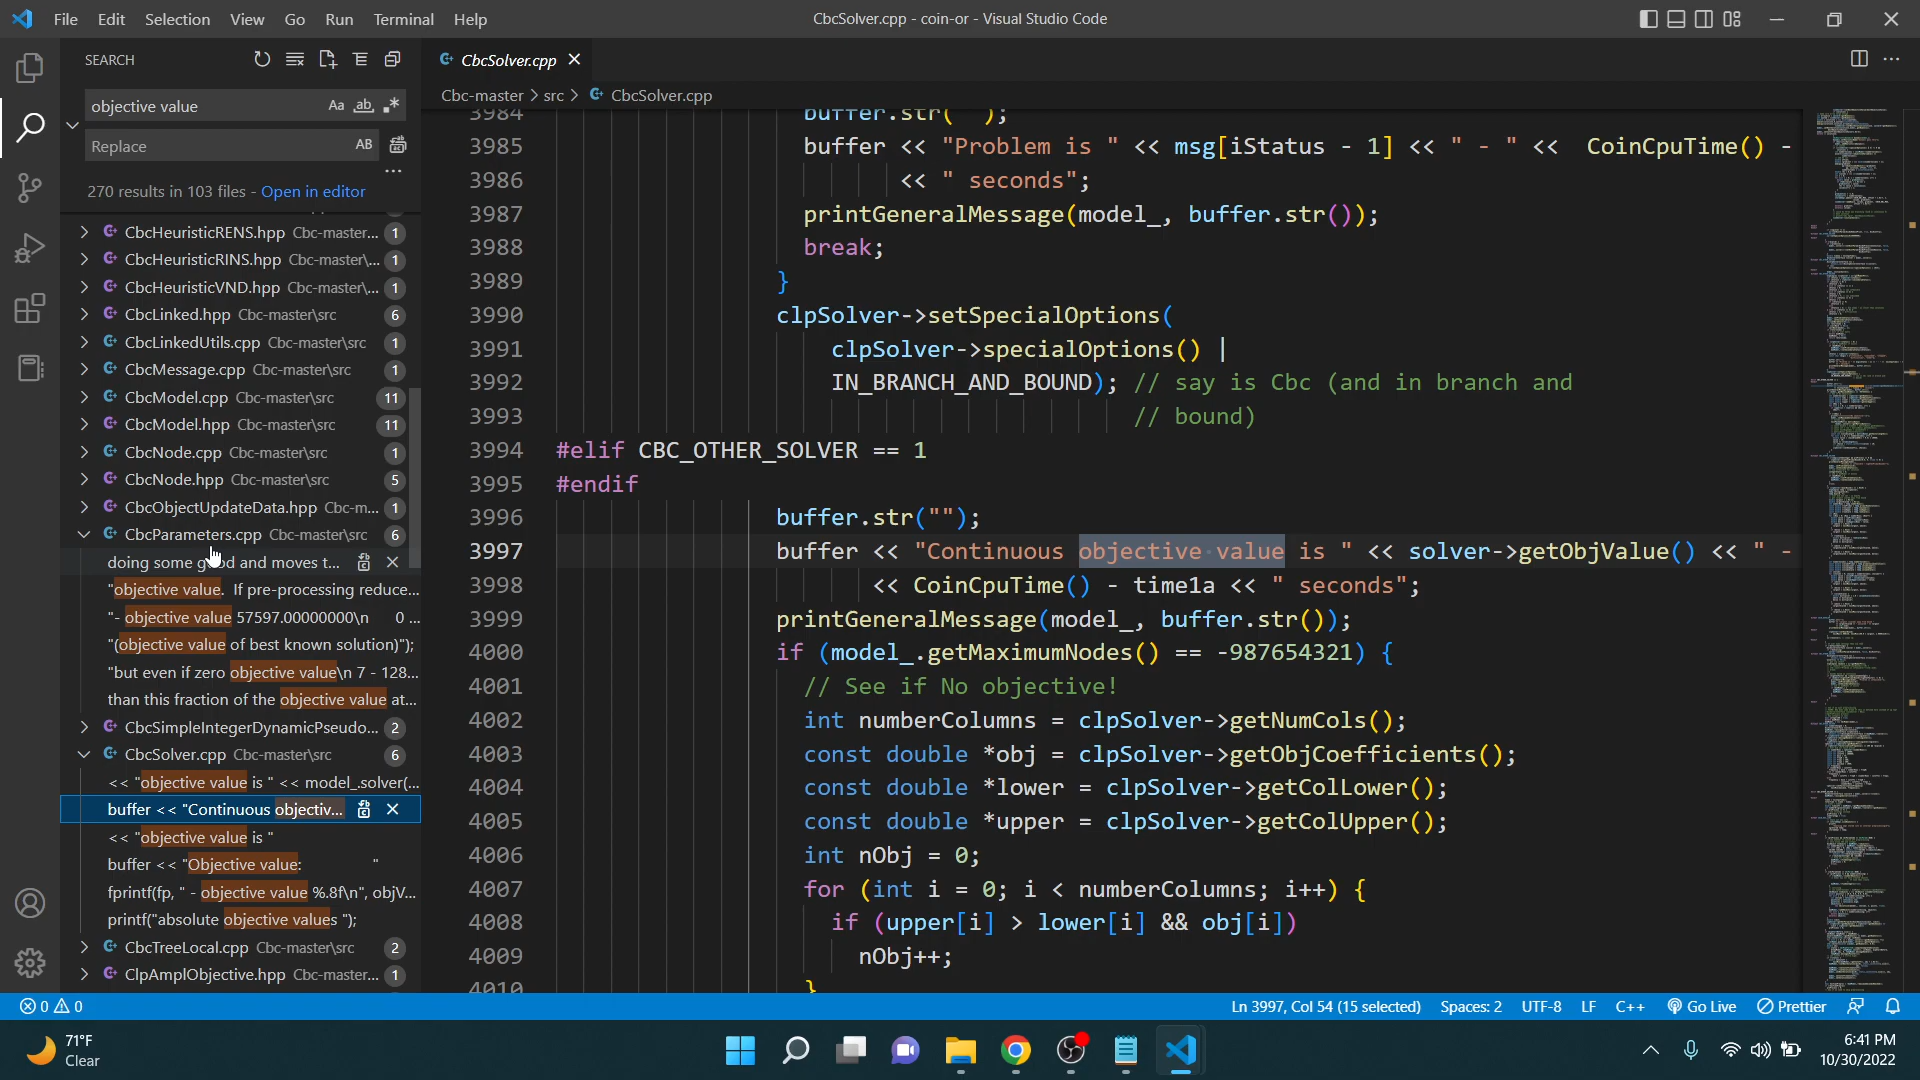 File Edit Selection View Go Run Terminal Help
CbcSolver.cpp - coin-or - Visual Studio Code
SEARCH
objective value
Aa ab .*
Replace
AB
270 results in 103 files - Open in editor
CbcHeuristicRENS.hpp Cbc-master... 1
CbcHeuristicRINS.hpp Cbc-master\... 1
CbcHeuristicVND.hpp Cbc-master\... 1
CbcLinked.hpp Cbc-master\src 6
CbcLinkedUtils.cpp Cbc-master\src 1
CbcMessage.cpp Cbc-master\src 1
CbcModel.cpp Cbc-master\src 11
CbcModel.hpp Cbc-master\src 11
CbcNode.cpp Cbc-master\src 1
CbcNode.hpp Cbc-master\src 5
CbcObjectUpdateData.hpp Cbc-m... 1
CbcParameters.cpp Cbc-master\src 6
doing some good and moves t...
"objective value. If pre-processing reduce...
"- objective value 57597.00000000\n 0 ...
"(objective value of best known solution)");
"but even if zero objective value\n 7 - 128...
than this fraction of the objective value at...
CbcSimpleIntegerDynamicPseudo... 2
CbcSolver.cpp Cbc-master\src 6
<< "objective value is " << model_.solver(...
buffer << "Continuous objectiv...
<< "objective value is "
buffer << "Objective value: "
fprintf(fp, " - objective value %.8f\n", objV...
printf("absolute objective values ");
CbcTreeLocal.cpp Cbc-master\src 2
ClpAmplObjective.hpp Cbc-master... 1
CbcSolver.cpp
Cbc-master > src > CbcSolver.cpp
3984 buffer.str("");
3985 buffer << "Problem is " << msg[iStatus - 1] << " - " << CoinCpuTime() -
3986 << " seconds";
3987 printGeneralMessage(model_, buffer.str());
3988 break;
3989 }
3990 clpSolver->setSpecialOptions(
3991 clpSolver->specialOptions() |
3992 IN_BRANCH_AND_BOUND); // say is Cbc (and in branch and
3993 // bound)
3994 #elif CBC_OTHER_SOLVER == 1
3995 #endif
3996 buffer.str("");
3997 buffer << "Continuous objective value is " << solver->getObjValue() << " -
3998 << CoinCpuTime() - time1a << " seconds";
3999 printGeneralMessage(model_, buffer.str());
4000 if (model_.getMaximumNodes() == -987654321) {
4001 // See if No objective!
4002 int numberColumns = clpSolver->getNumCols();
4003 const double *obj = clpSolver->getObjCoefficients();
4004 const double *lower = clpSolver->getColLower();
4005 const double *upper = clpSolver->getColUpper();
4006 int nObj = 0;
4007 for (int i = 0; i < numberColumns; i++) {
4008 if (upper[i] > lower[i] && obj[i])
4009 nObj++;
4010 }
0 0
Ln 3997, Col 54 (15 selected) Spaces: 2 UTF-8 LF C++ Go Live Prettier
71°F
Clear
6:41 PM
10/30/2022